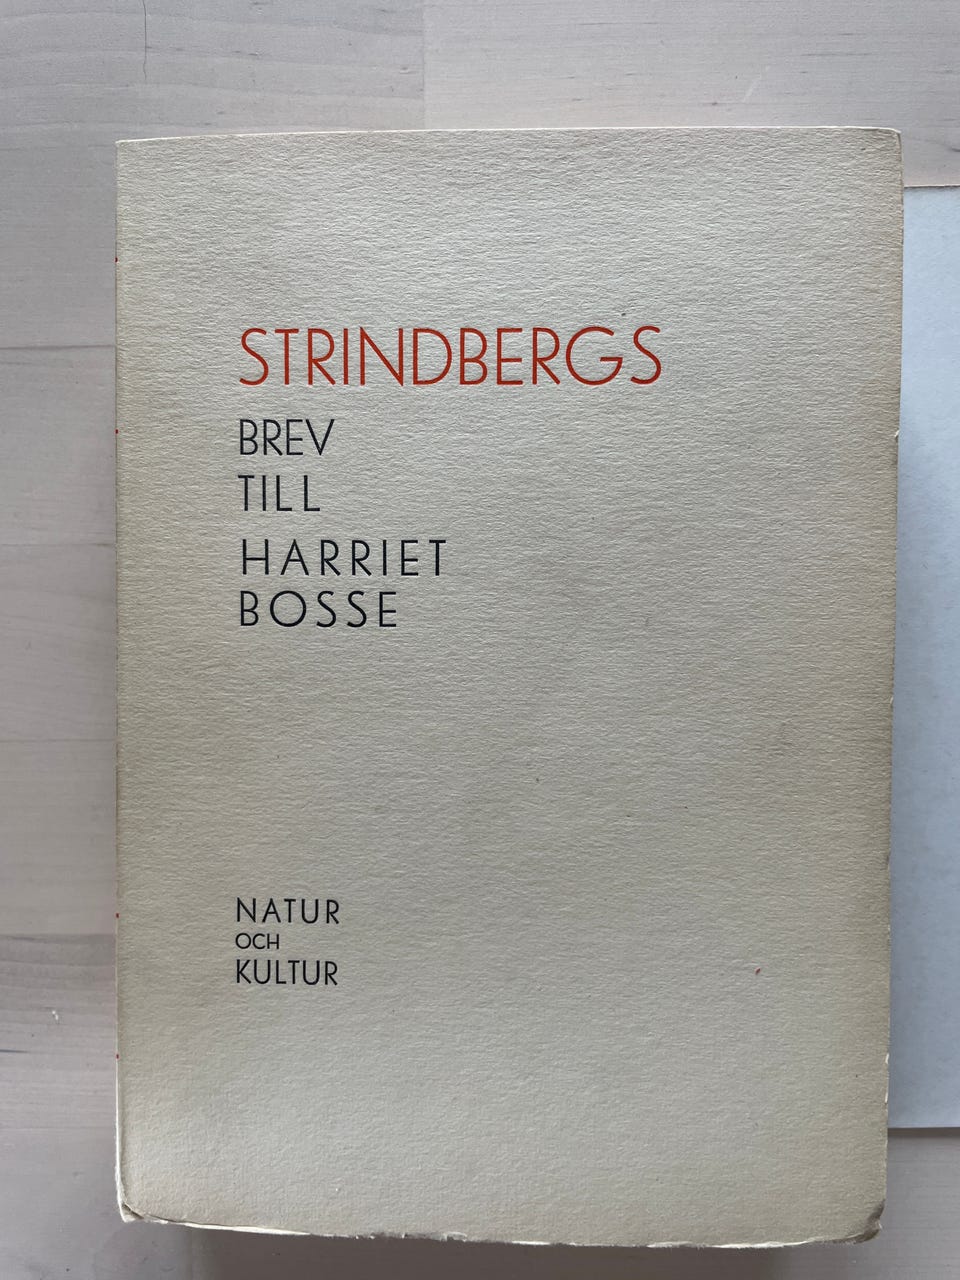 STRINDBERGS
BREV
TILL
HARRIET
BOSSE
NATUR
OCH
KULTUR